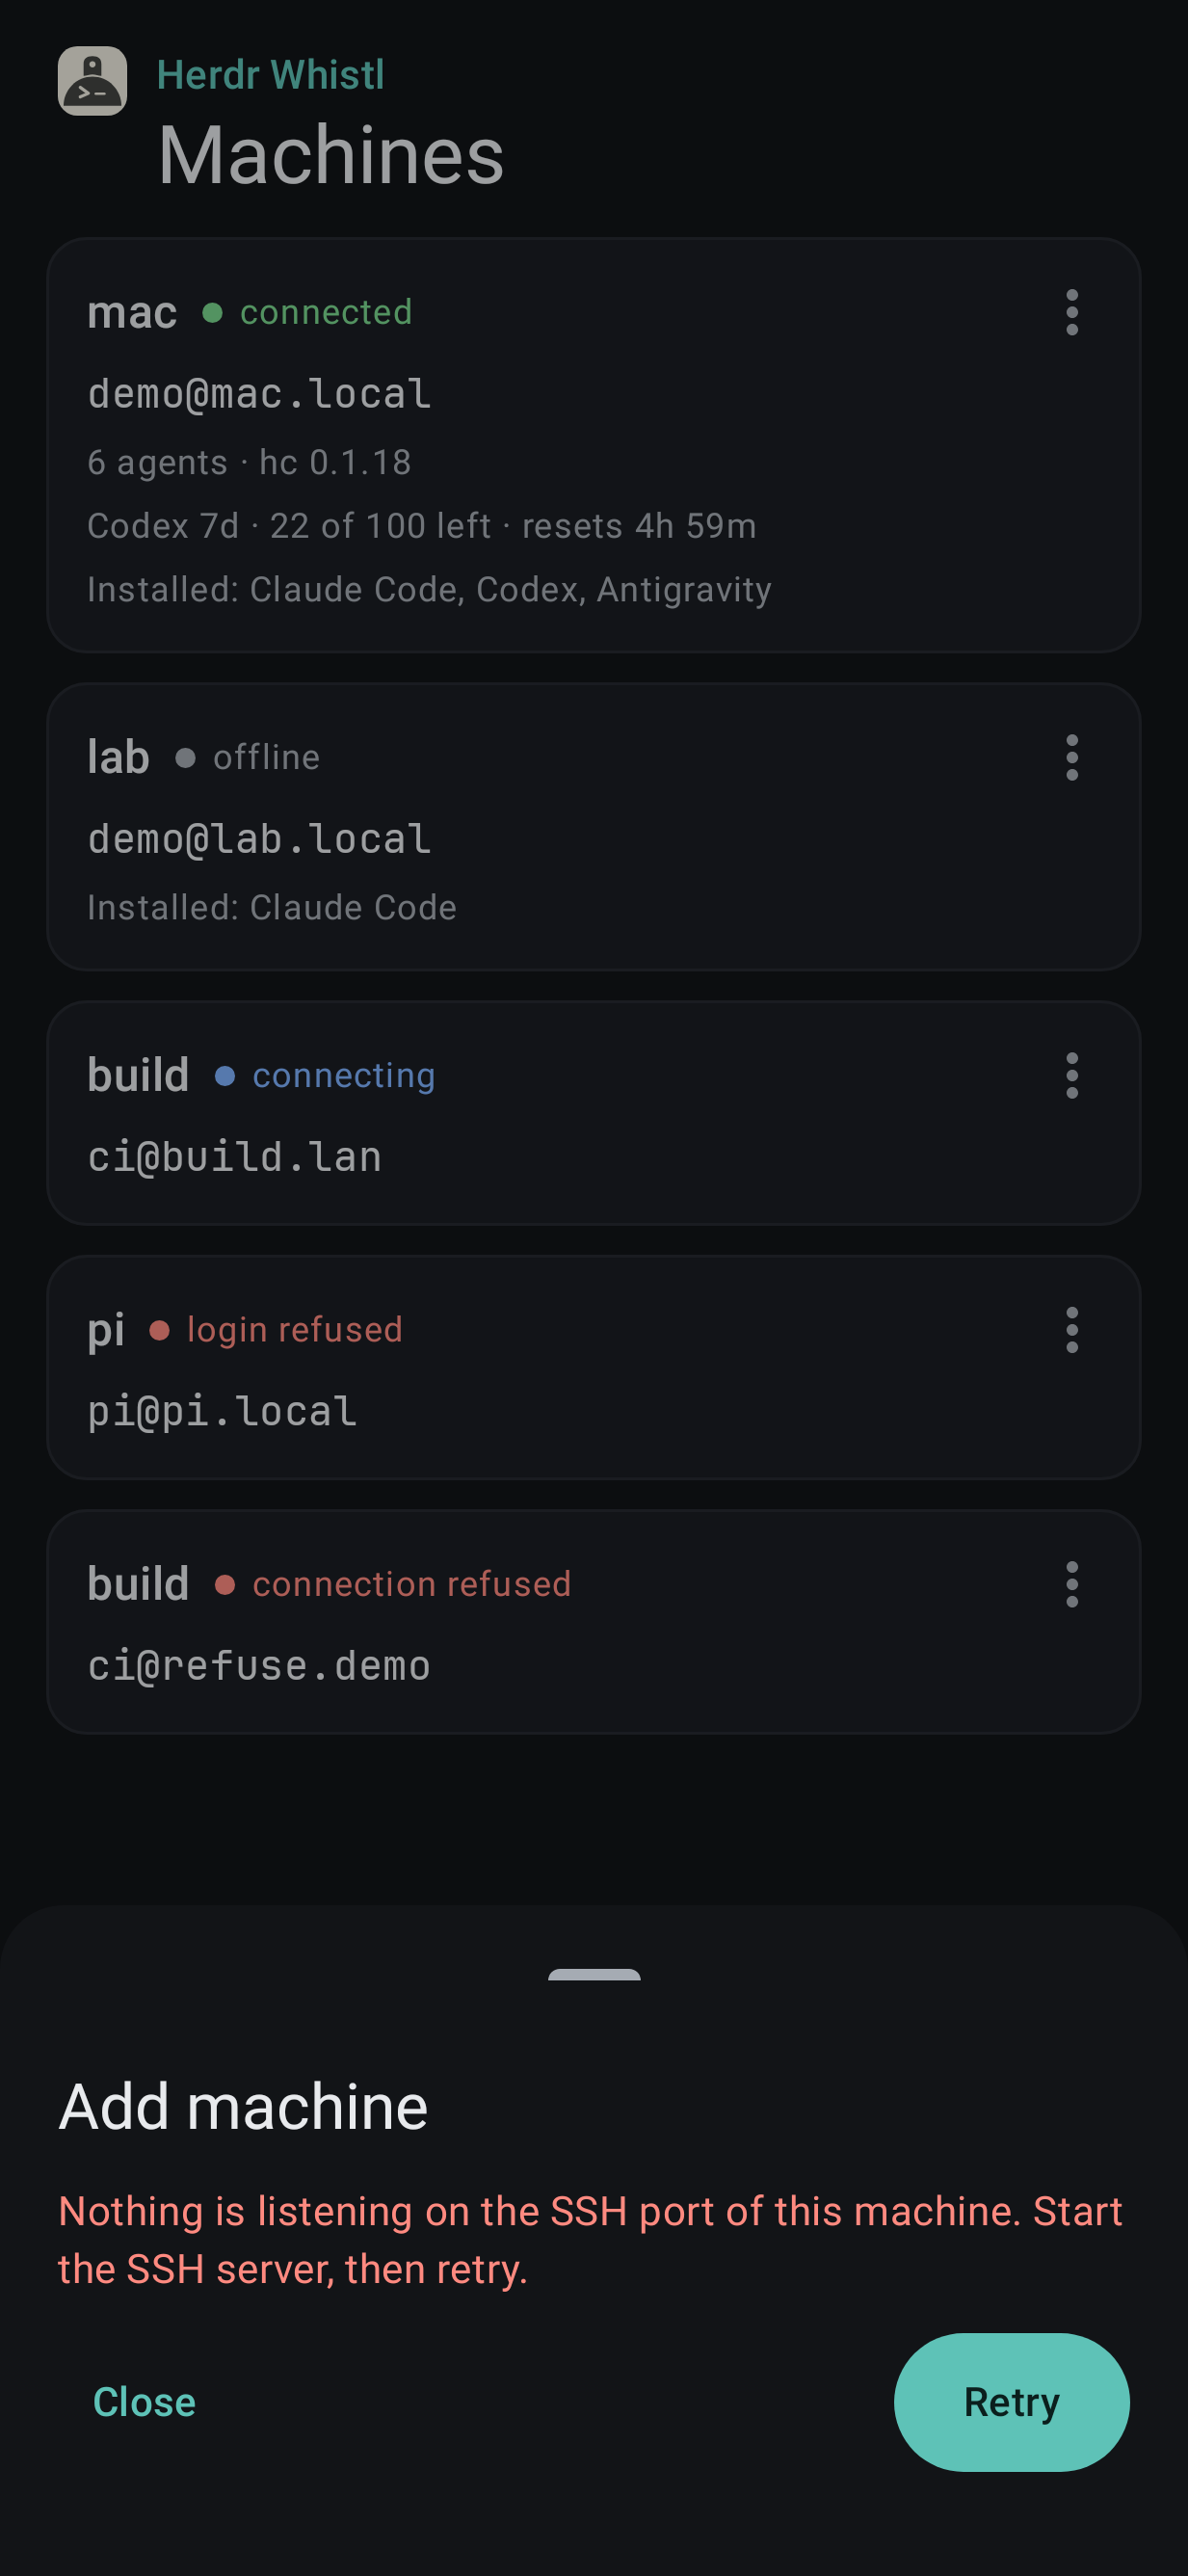 Herdr Whistl
Machines
mac connected
demo@mac.local
6 agents · hc 0.1.18
Codex 7d · 22 of 100 left · resets 4h 59m
Installed: Claude Code, Codex, Antigravity
lab offline
demo@lab.local
Installed: Claude Code
build connecting
ci@build.lan
pi login refused
pi@pi.local
build connection refused
ci@refuse.demo
Add machine
Nothing is listening on the SSH port of this machine. Start
the SSH server, then retry.
Close Retry